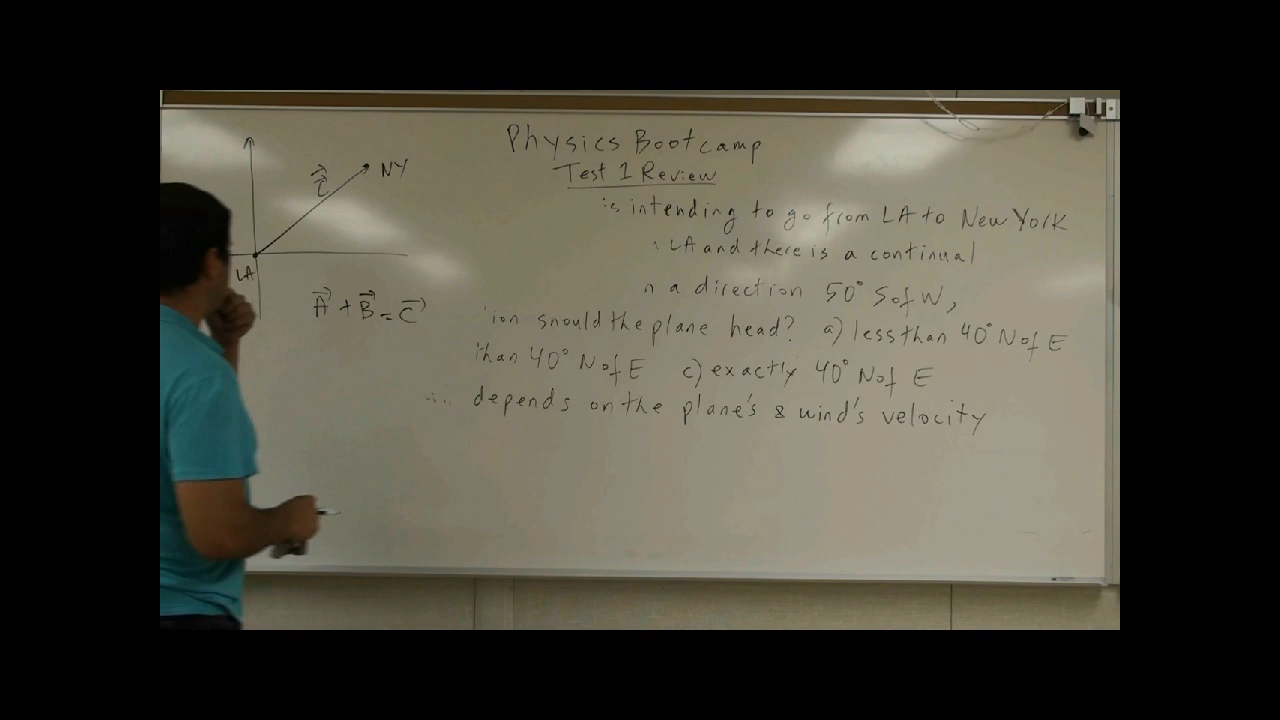 Physics Bootcamp
Test 1 Review
C NY
LA
A + B = C
is intending to go from LA to New York
LA and there is a continual
n a direction 50° S of W,
ion should the plane head? a) less than 40° N of E
than 40° N of E c) exactly 40° N of E
depends on the plane's & wind's velocity